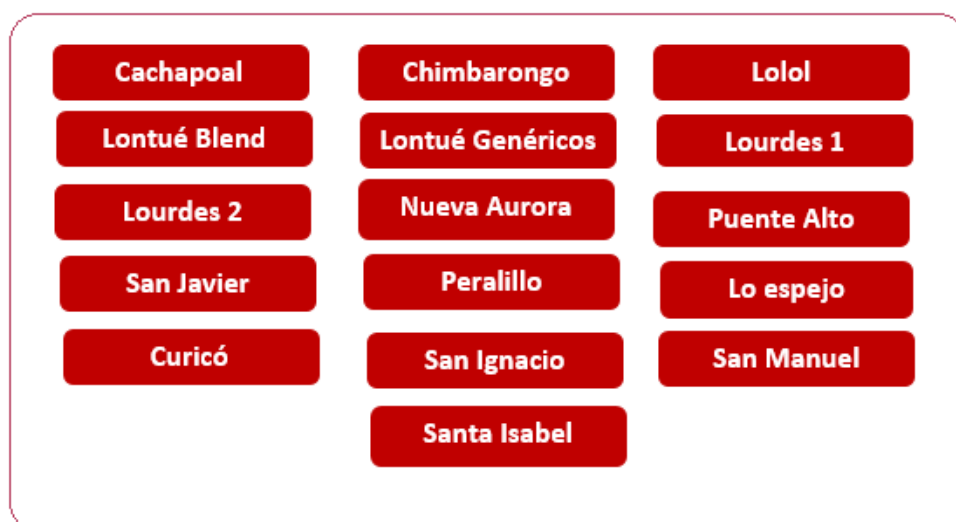 Cachapoal
Chimbarongo
Lolol
Lontué Blend
Lontué Genéricos
Lourdes 1
Lourdes 2
Nueva Aurora
Puente Alto
San Javier
Peralillo
Lo espejo
Curicó
San Ignacio
San Manuel
Santa Isabel